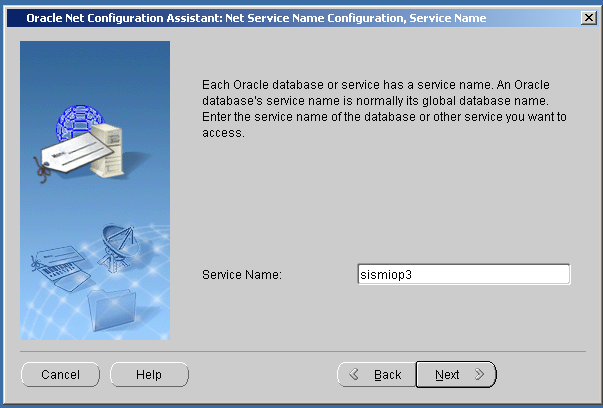 Oracle Net Configuration Assistant: Net Service Name Configuration, Service Name
Each Oracle database or service has a service name. An Oracle
database's service name is normally its global database name.
Enter the service name of the database or other service you want to
access.
Service Name:
sismiop3
Cancel
Help
Back
Next